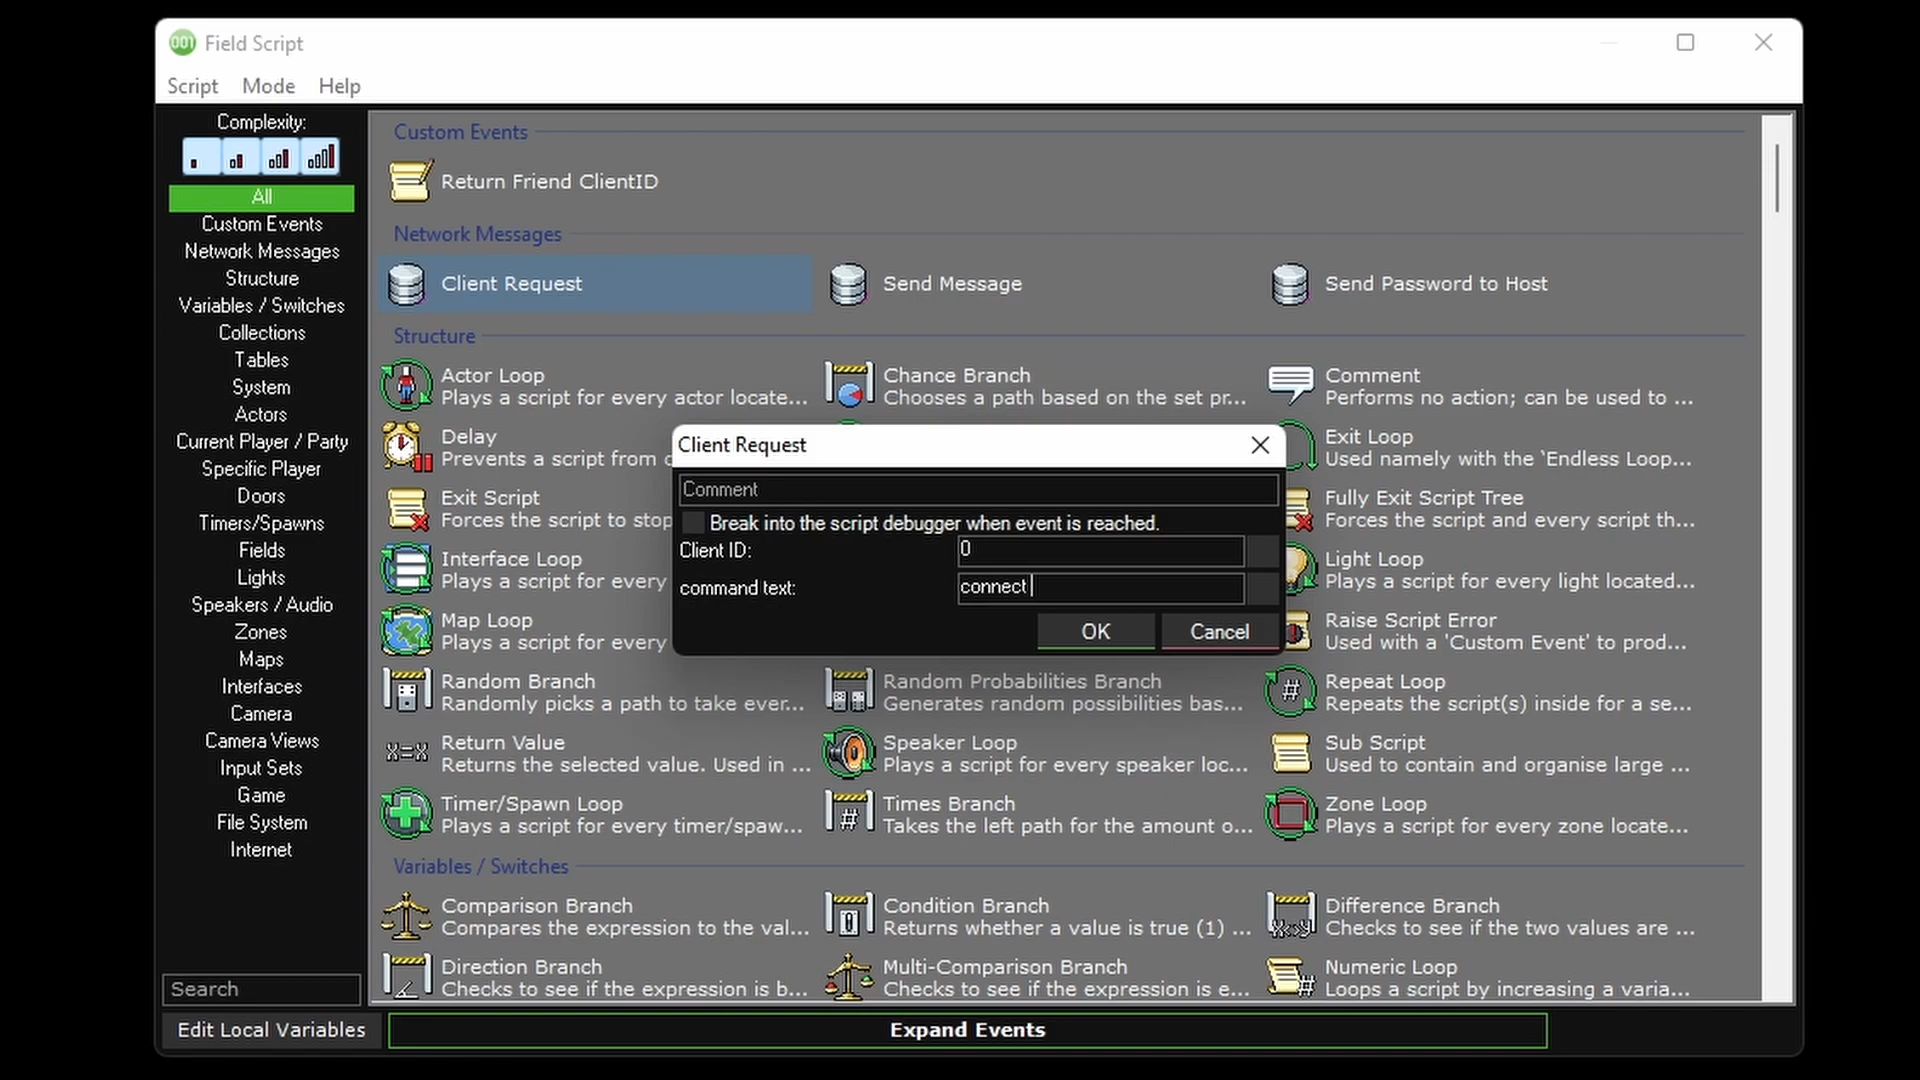 001 Field Script
Script Mode Help
Complexity:
All
Custom Events
Network Messages
Structure
Variables / Switches
Collections
Tables
System
Actors
Current Player / Party
Specific Player
Doors
Timers/Spawns
Fields
Lights
Speakers / Audio
Zones
Maps
Interfaces
Camera
Camera Views
Input Sets
Game
File System
Internet
Search
Edit Local Variables
Custom Events
Return Friend ClientID
Network Messages
Client Request
Send Message
Send Password to Host
Structure
Actor Loop
Plays a script for every actor locate...
Chance Branch
Chooses a path based on the set pr...
Comment
Performs no action; can be used to ...
Delay
Prevents a script from
Exit Loop
Used namely with the `Endless Loop...
Exit Script
Forces the script to stop
Fully Exit Script Tree
Forces the script and every script th...
Interface Loop
Plays a script for every
Light Loop
Plays a script for every light located...
Map Loop
Plays a script for every
Raise Script Error
Used with a 'Custom Event' to prod...
Random Branch
Randomly picks a path to take ever...
Random Probabilities Branch
Generates random possibilities bas...
Repeat Loop
Repeats the script(s) inside for a se...
Return Value
Returns the selected value. Used in ...
Speaker Loop
Plays a script for every speaker loc...
Sub Script
Used to contain and organise large ...
Timer/Spawn Loop
Plays a script for every timer/spaw...
Times Branch
Takes the left path for the amount o...
Zone Loop
Plays a script for every zone locate...
Variables / Switches
Comparison Branch
Compares the expression to the val...
Condition Branch
Returns whether a value is true (1) ...
Difference Branch
Checks to see if the two values are ...
Direction Branch
Checks to see if the expression is b...
Multi-Comparison Branch
Checks to see if the expression is e...
Numeric Loop
Loops a script by increasing a varia...
Expand Events
Client Request
Comment
Break into the script debugger when event is reached.
Client ID: 0
command text: connect
OK Cancel